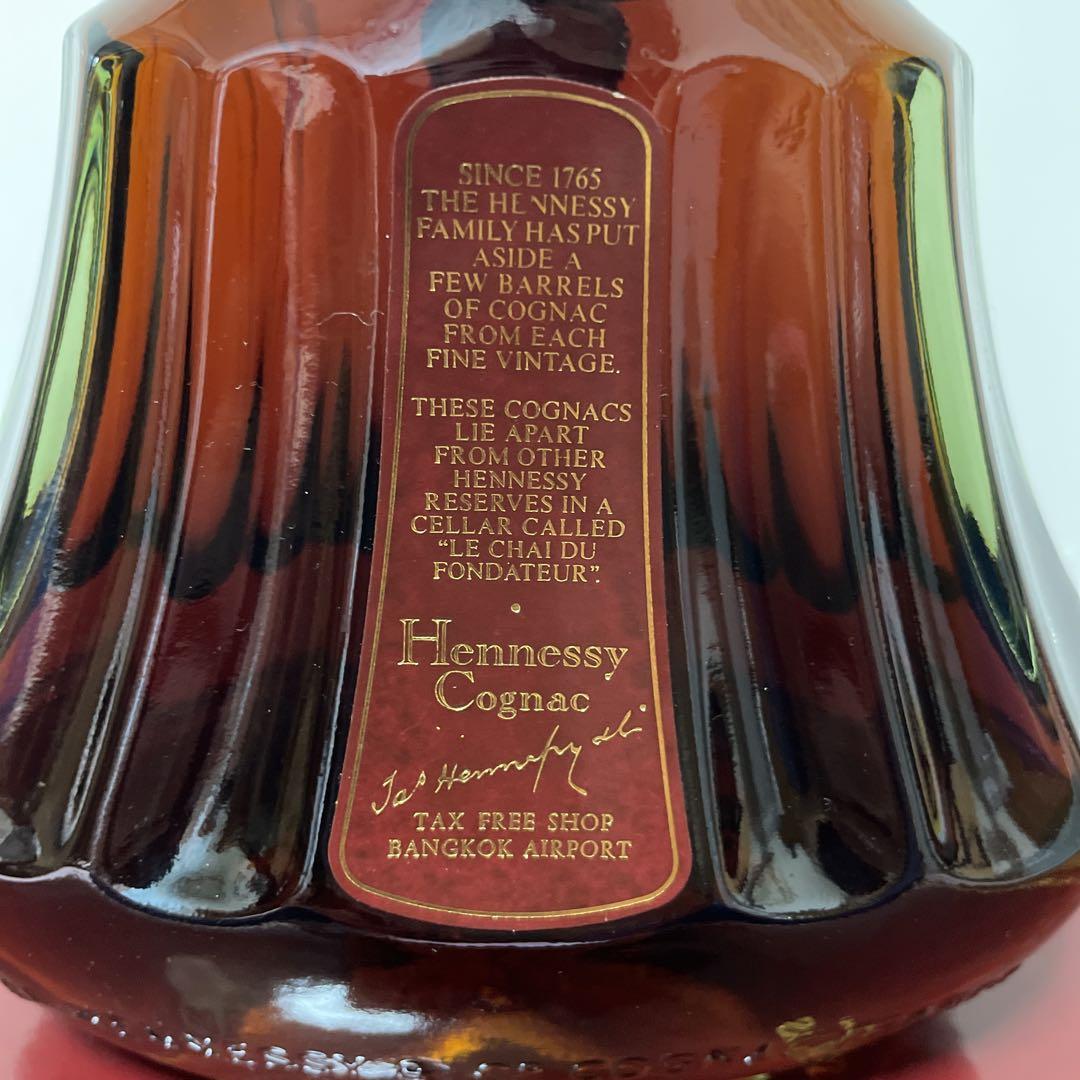 SINCE 1765
THE HENNESSY
FAMILY HAS PUT
ASIDE A
FEW BARRELS
OF COGNAC
FROM EACH
FINE VINTAGE.
THESE COGNACS
LIE APART
FROM OTHER
HENNESSY
RESERVES IN A
CELLAR CALLED
"LE CHAI DU
FONDATEUR".
Hennessy
Cognac
Jas Hennessy
TAX FREE SHOP
BANGKOK AIRPORT